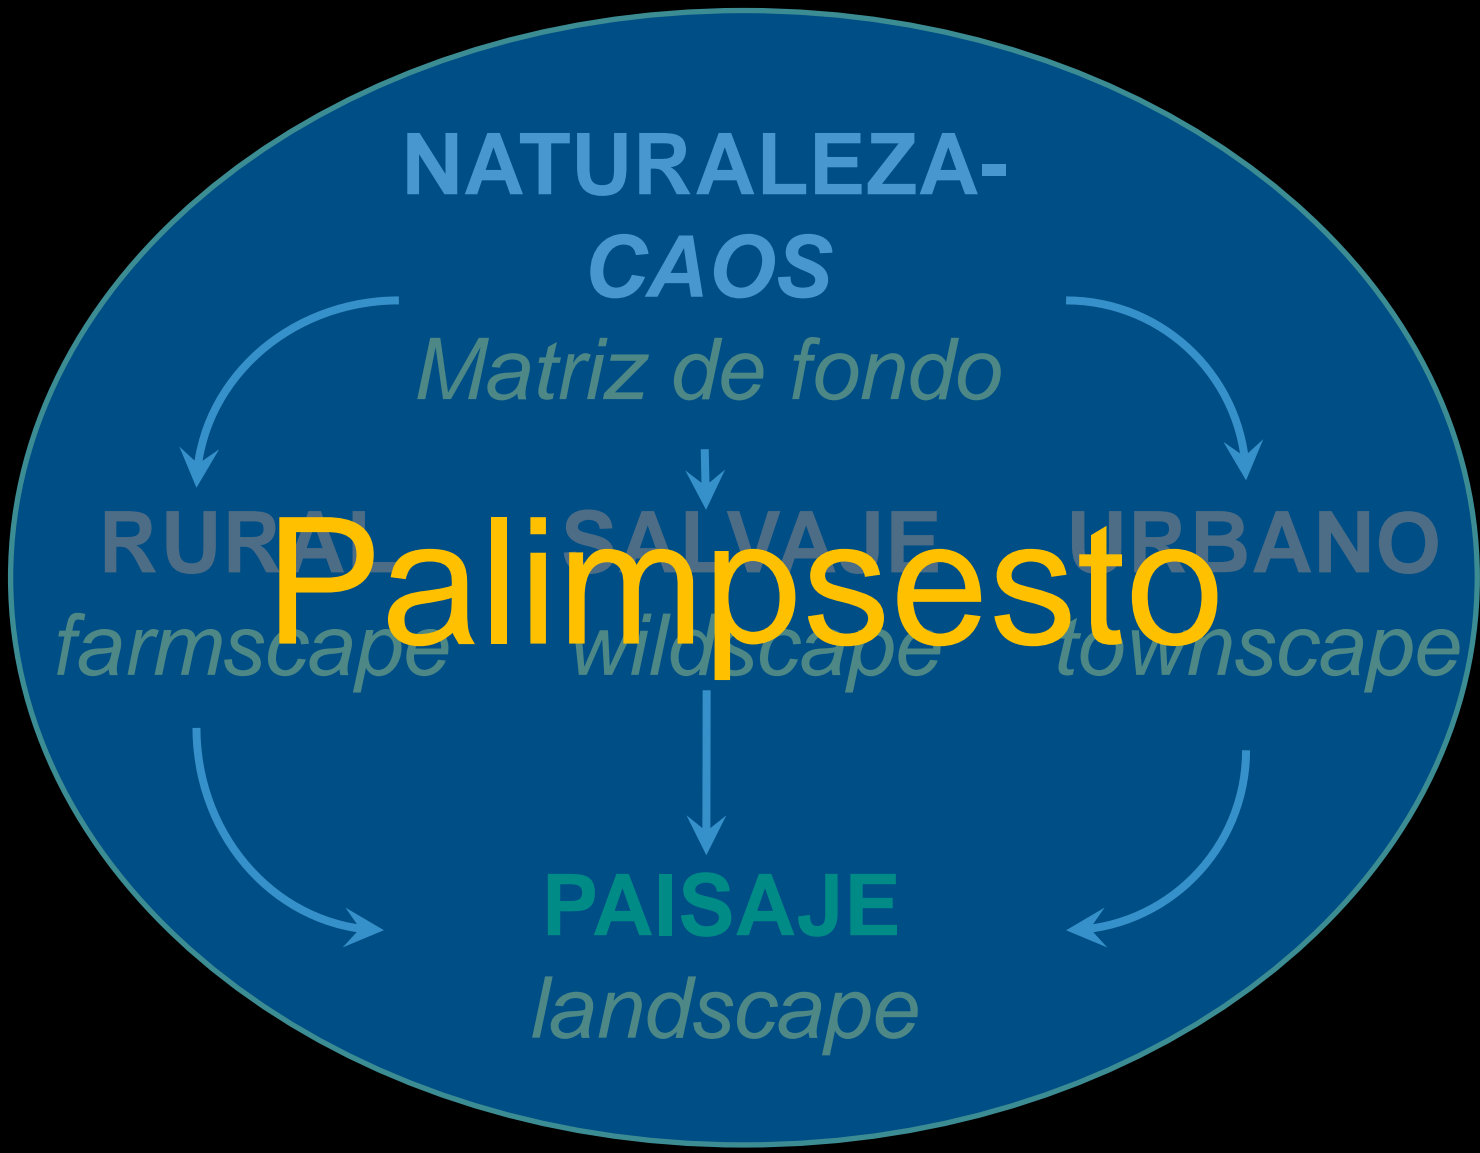 NATURALEZA-
CAOS
Matriz de fondo
RURAL SALVAJE URBANO
Palimpsesto
farmscape wildscape townscape
PAISAJE
landscape